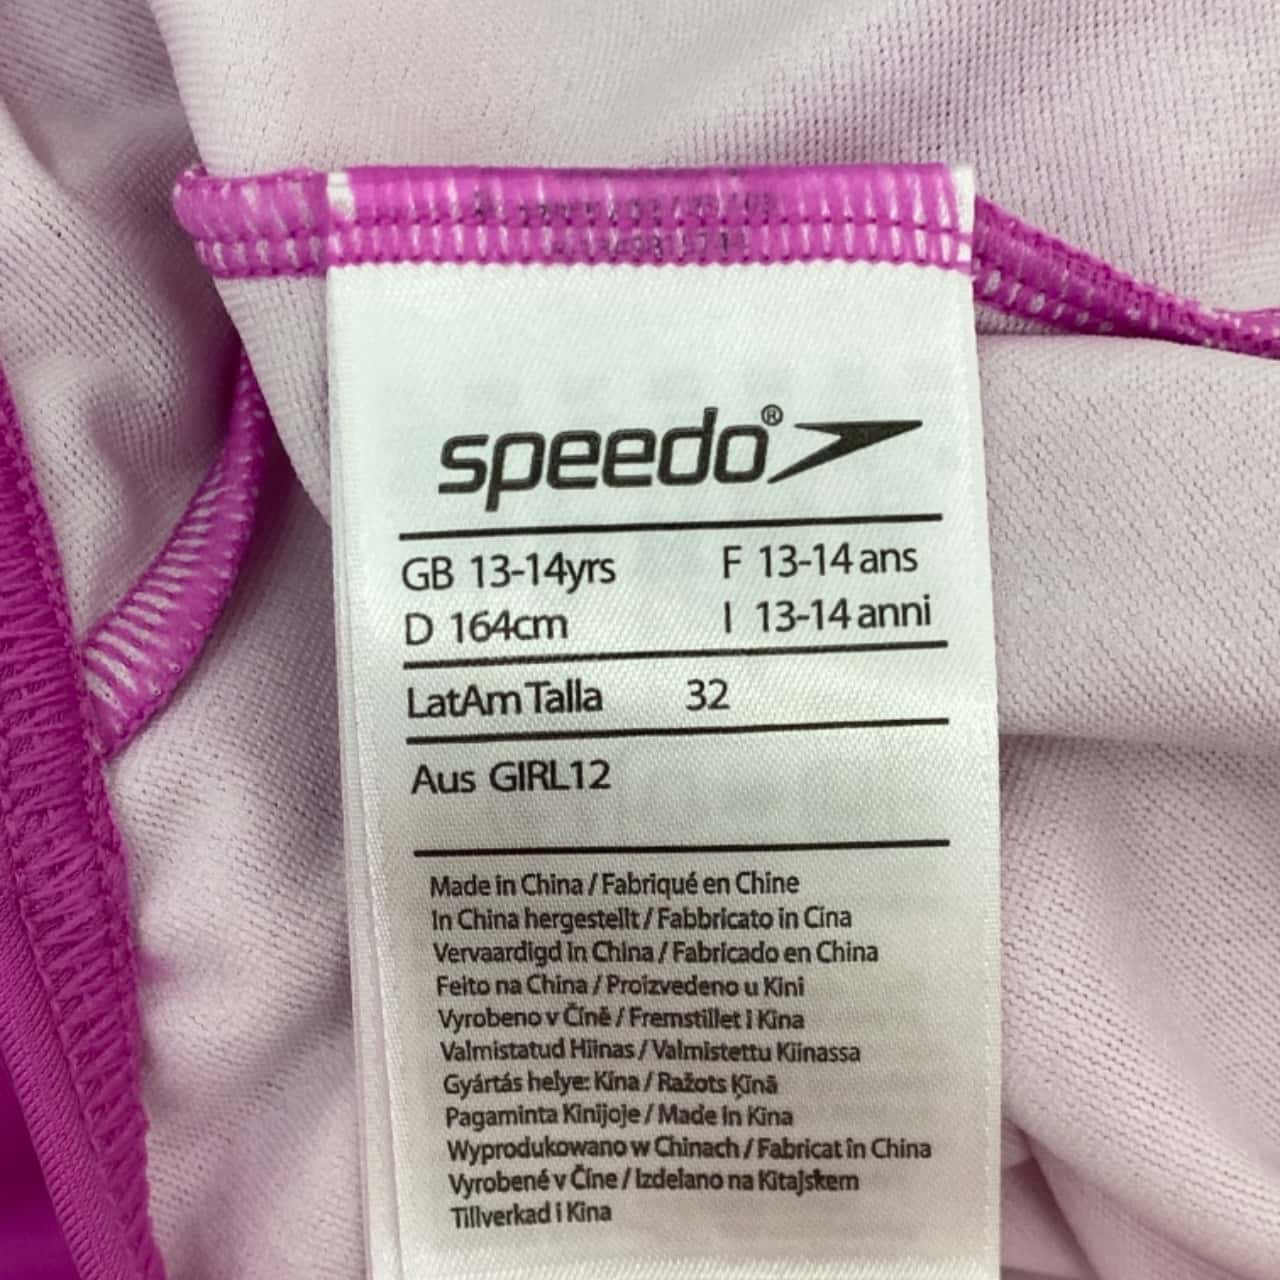 speedo®
GB 13-14yrs F 13-14 ans
D 164cm I 13-14 anni
LatAm Talla 32
Aus GIRL12
Made in China / Fabriqué en Chine
In China hergestellt / Fabbricato in Cina
Vervaardigd in China / Fabricado en China
Feito na China / Proizvedeno u Kini
Vyrobeno v Číně / Fremstillet i Kina
Valmistatud Hiinas / Valmistettu Kiinassa
Gyártás helye: Kína / Ražots Ķīnā
Pagaminta Kinijoje / Made in Kina
Wyprodukowano w Chinach / Fabricat în China
Vyrobené v Číne / Izdelano na Kitajskem
Tillverkad i Kina